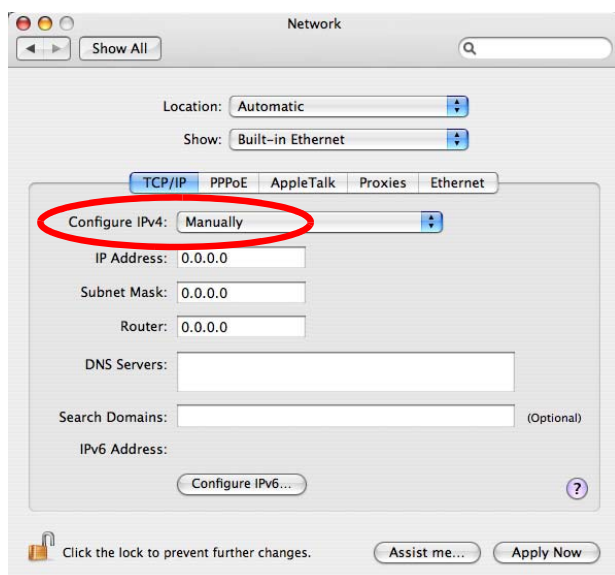 Network
Show All
Location: Automatic
Show: Built-in Ethernet
TCP/IP PPPoE AppleTalk Proxies Ethernet
Configure IPv4: Manually
IP Address: 0.0.0.0
Subnet Mask: 0.0.0.0
Router: 0.0.0.0
DNS Servers:
Search Domains: (Optional)
IPv6 Address:
Configure IPv6...
?
Click the lock to prevent further changes. Assist me... Apply Now